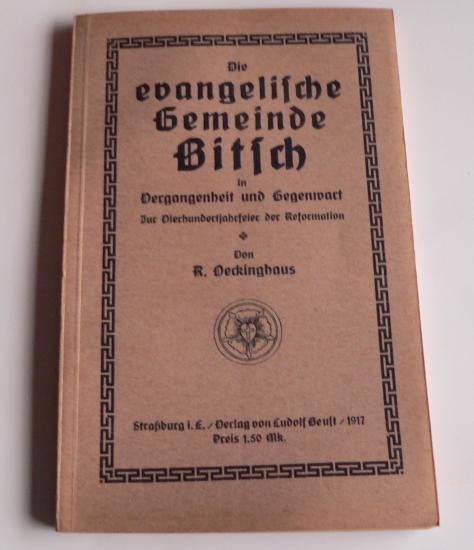 Die
evangeliſche
Gemeinde
Bitſch
in
Vergangenheit und Gegenwart
Zur Vierhundertjahrfeier der Reformation
Von
R. Deckinghaus
Straßburg i. E. / Verlag von Ludolf Beuſt / 1917
Preis 1.50 Mk.